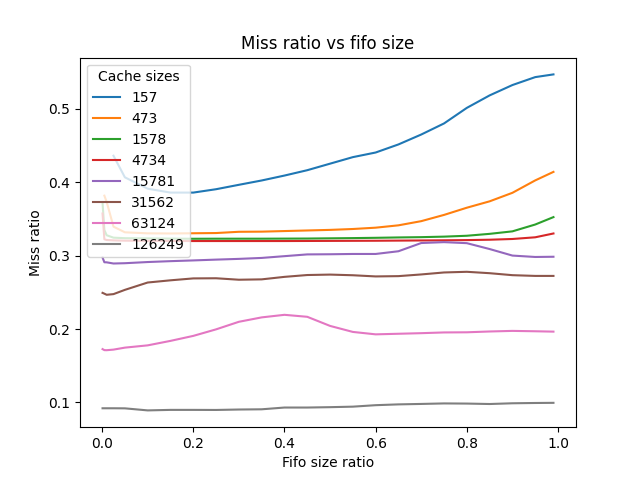 Miss ratio vs fifo size
Cache sizes
157
473
1578
4734
15781
31562
63124
126249
0.5
0.4
0.3
0.2
0.1
Miss ratio
0.0 0.2 0.4 0.6 0.8 1.0
Fifo size ratio